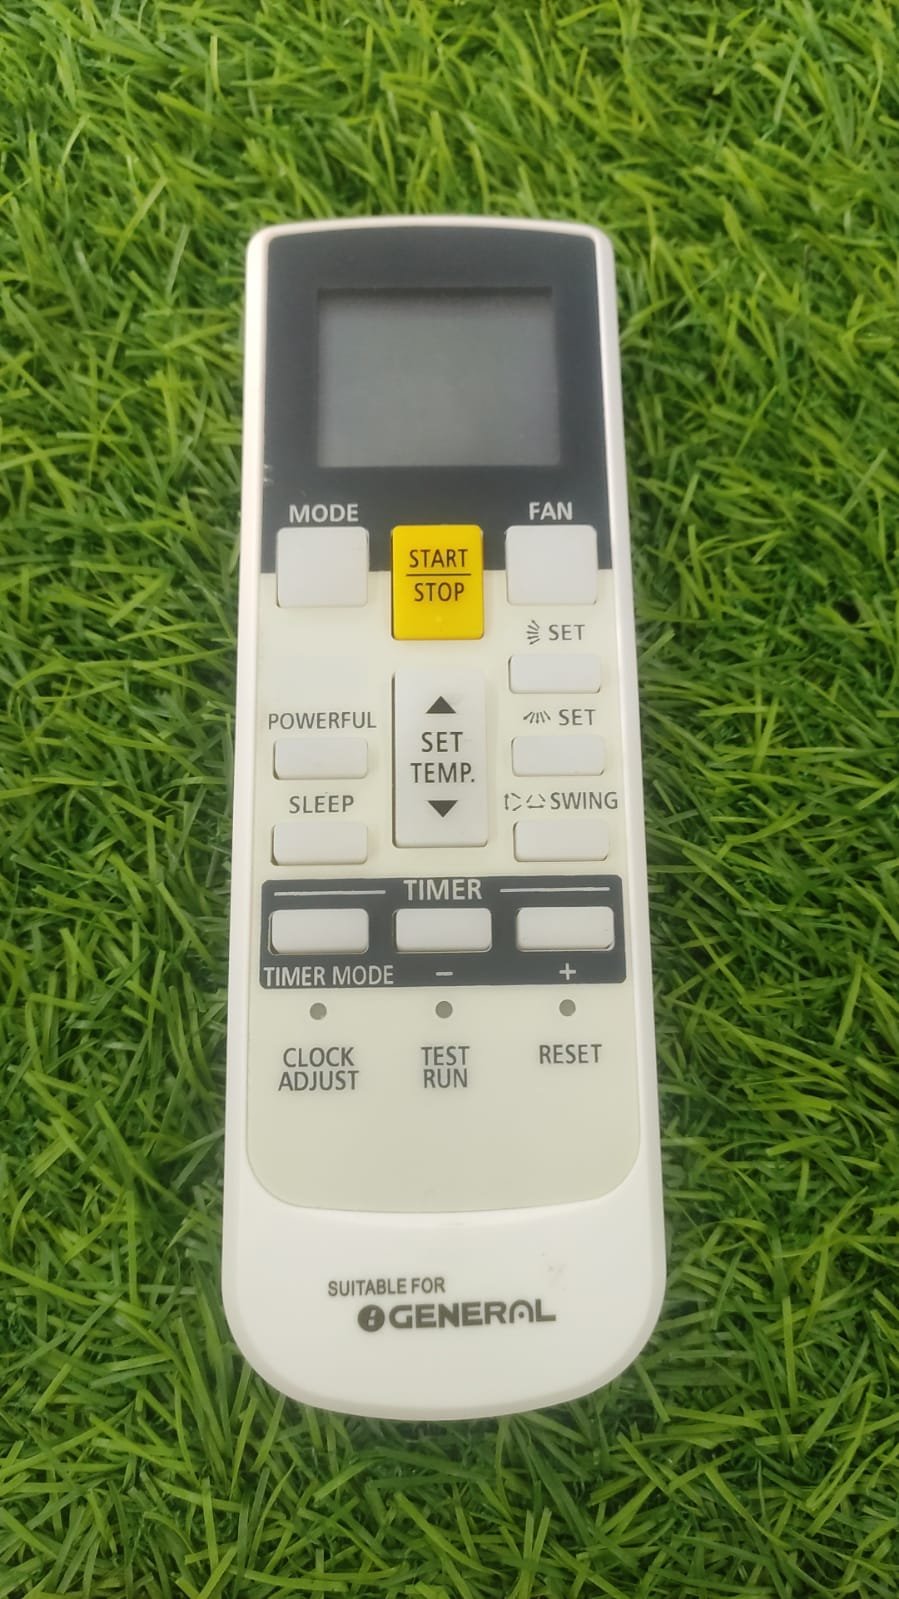 MODE
FAN
START
STOP
SET
POWERFUL
SET
TEMP.
SET
SLEEP
SWING
TIMER
TIMER MODE
−
+
CLOCK
ADJUST
TEST
RUN
RESET
SUITABLE FOR
GENERAL